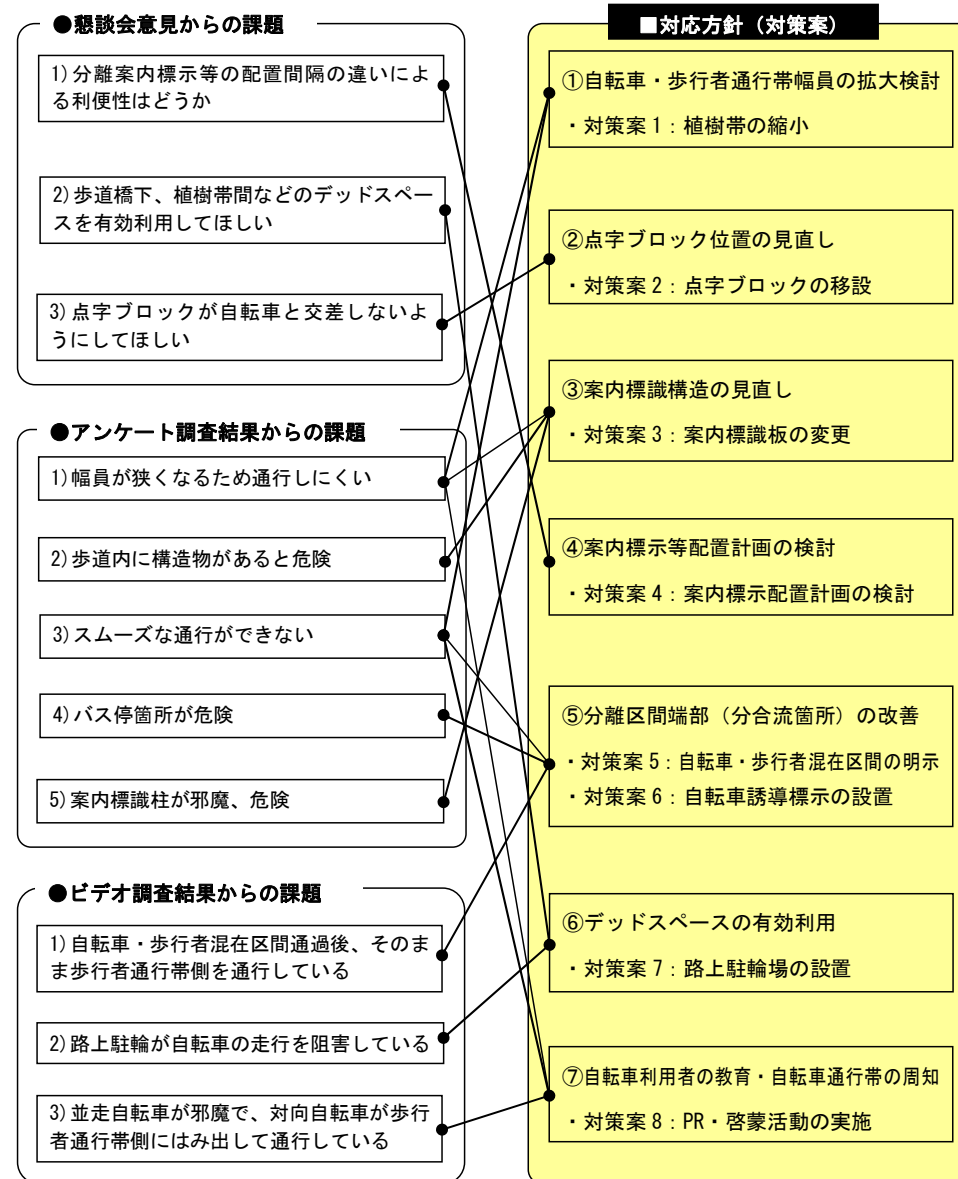 ●懇談会意見からの課題
1)分離案内標示等の配置間隔の違いによ
る利便性はどうか
2)歩道橋下、植樹帯間などのデッドスペー
スを有効利用してほしい
3)点字ブロックが自転車と交差しないよ
うにしてほしい
●アンケート調査結果からの課題
1)幅員が狭くなるため通行しにくい
2)歩道内に構造物があると危険
3)スムーズな通行ができない
4)バス停箇所が危険
5)案内標識柱が邪魔、危険
●ビデオ調査結果からの課題
1)自転車・歩行者混在区間通過後、そのま
ま歩行者通行帯側を通行している
2)路上駐輪が自転車の走行を阻害している
3)並走自転車が邪魔で、対向自転車が歩行
者通行帯側にはみ出して通行している
■対応方針（対策案）
①自転車・歩行者通行帯幅員の拡大検討
・対策案1：植樹帯の縮小
②点字ブロック位置の見直し
・対策案2：点字ブロックの移設
③案内標識構造の見直し
・対策案3：案内標識板の変更
④案内標示等配置計画の検討
・対策案4：案内標示配置計画の検討
⑤分離区間端部（分合流箇所）の改善
・対策案5：自転車・歩行者混在区間の明示
・対策案6：自転車誘導標示の設置
⑥デッドスペースの有効利用
・対策案7：路上駐輪場の設置
⑦自転車利用者の教育・自転車通行帯の周知
・対策案8：PR・啓蒙活動の実施